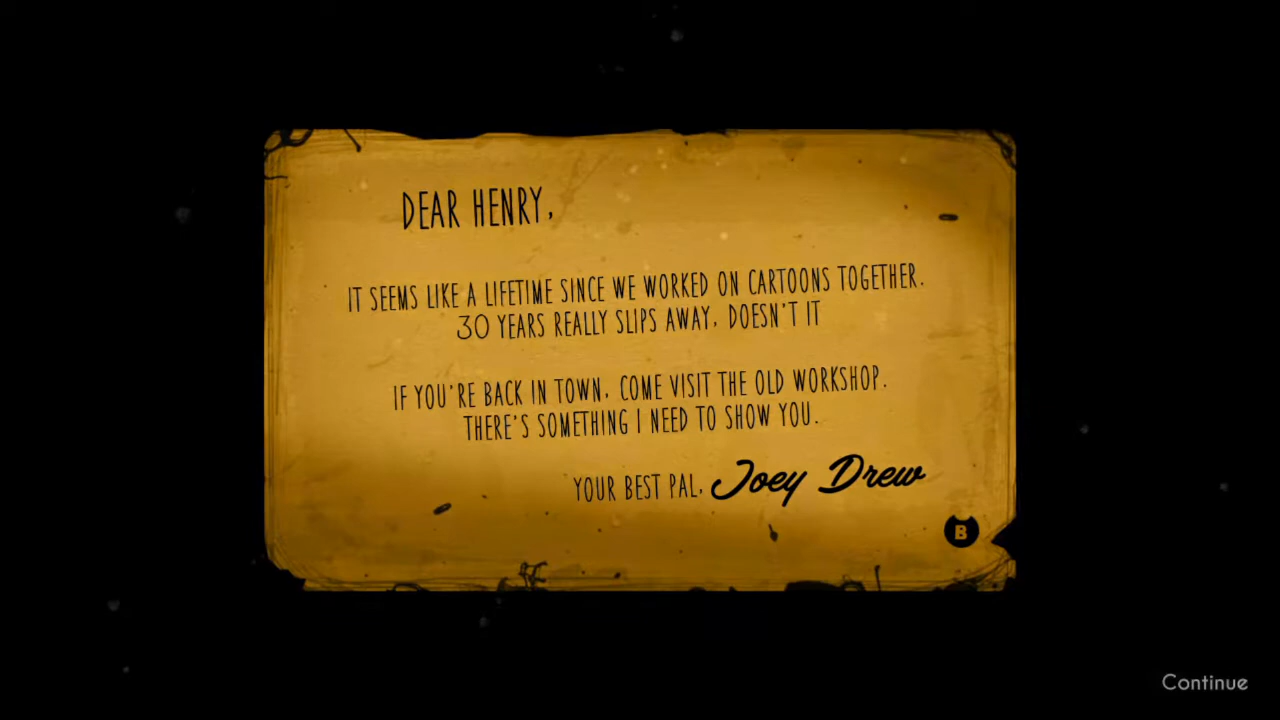 DEAR HENRY,
IT SEEMS LIKE A LIFETIME SINCE WE WORKED ON CARTOONS TOGETHER.
30 YEARS REALLY SLIPS AWAY, DOESN'T IT
IF YOU'RE BACK IN TOWN, COME VISIT THE OLD WORKSHOP.
THERE'S SOMETHING I NEED TO SHOW YOU.
YOUR BEST PAL, Joey Drew
B
Continue